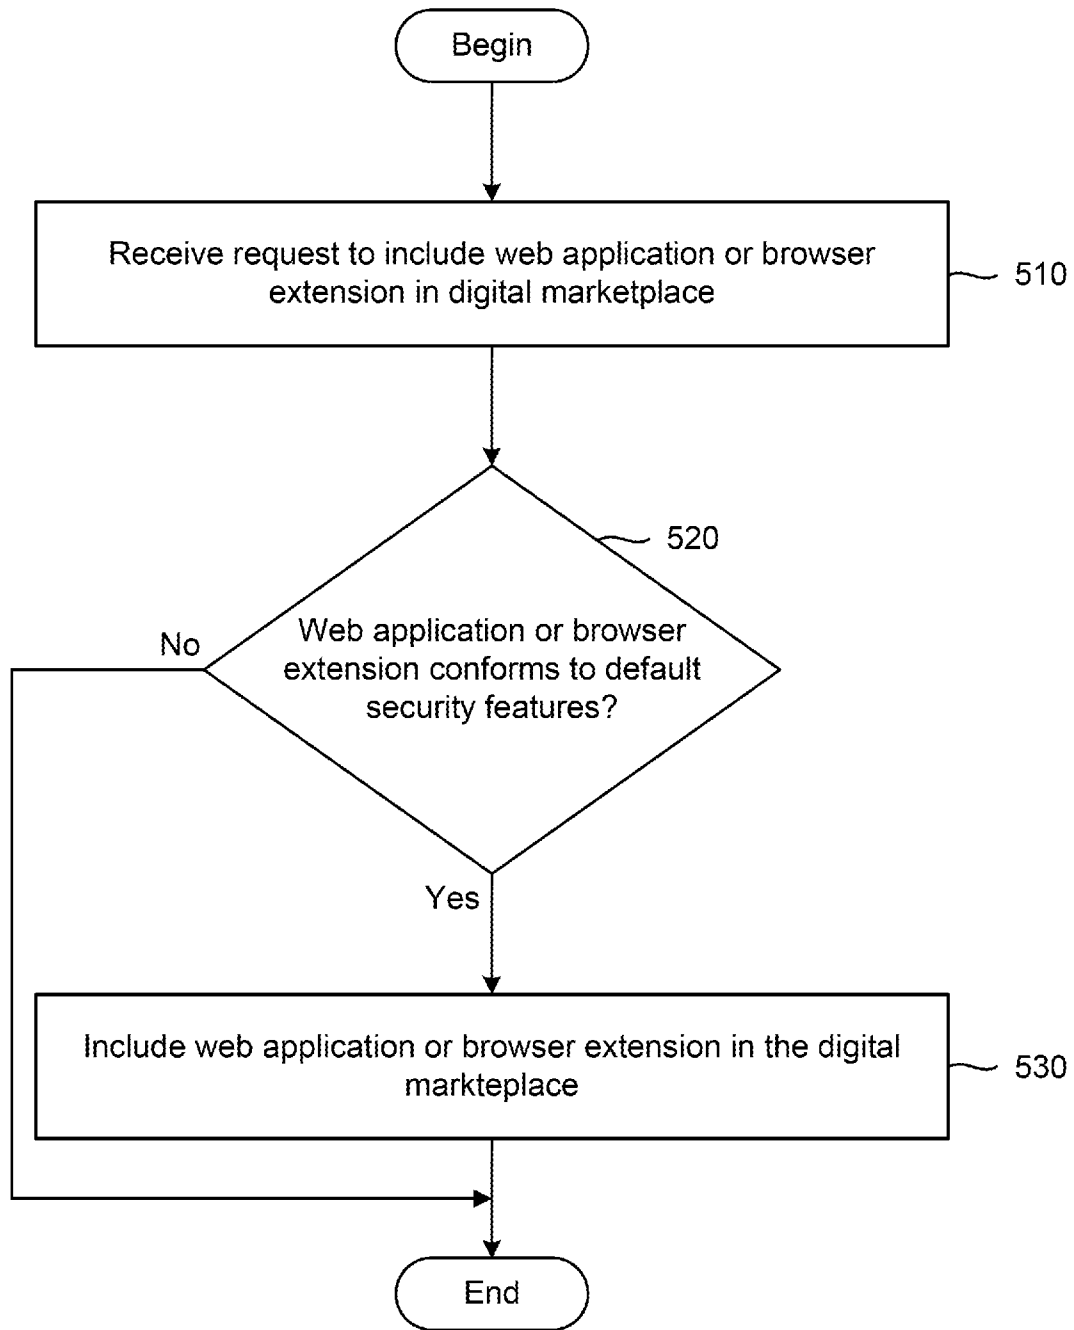 Begin
Receive request to include web application or browser
extension in digital marketplace
510
520
Web application or browser
extension conforms to default
security features?
No
Yes
Include web application or browser extension in the digital
markteplace
530
End